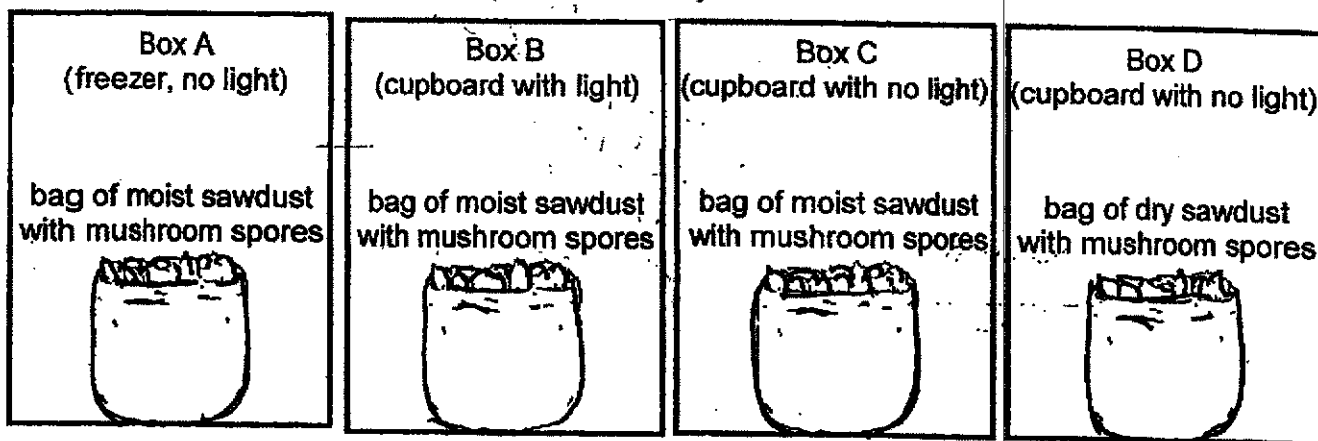 Box A
(freezer, no light)
bag of moist sawdust
with mushroom spores
Box B
(cupboard with light)
bag of moist sawdust
with mushroom spores
Box C
(cupboard with no light)
bag of moist sawdust
with mushroom spores
Box D
(cupboard with no light)
bag of dry sawdust
with mushroom spores